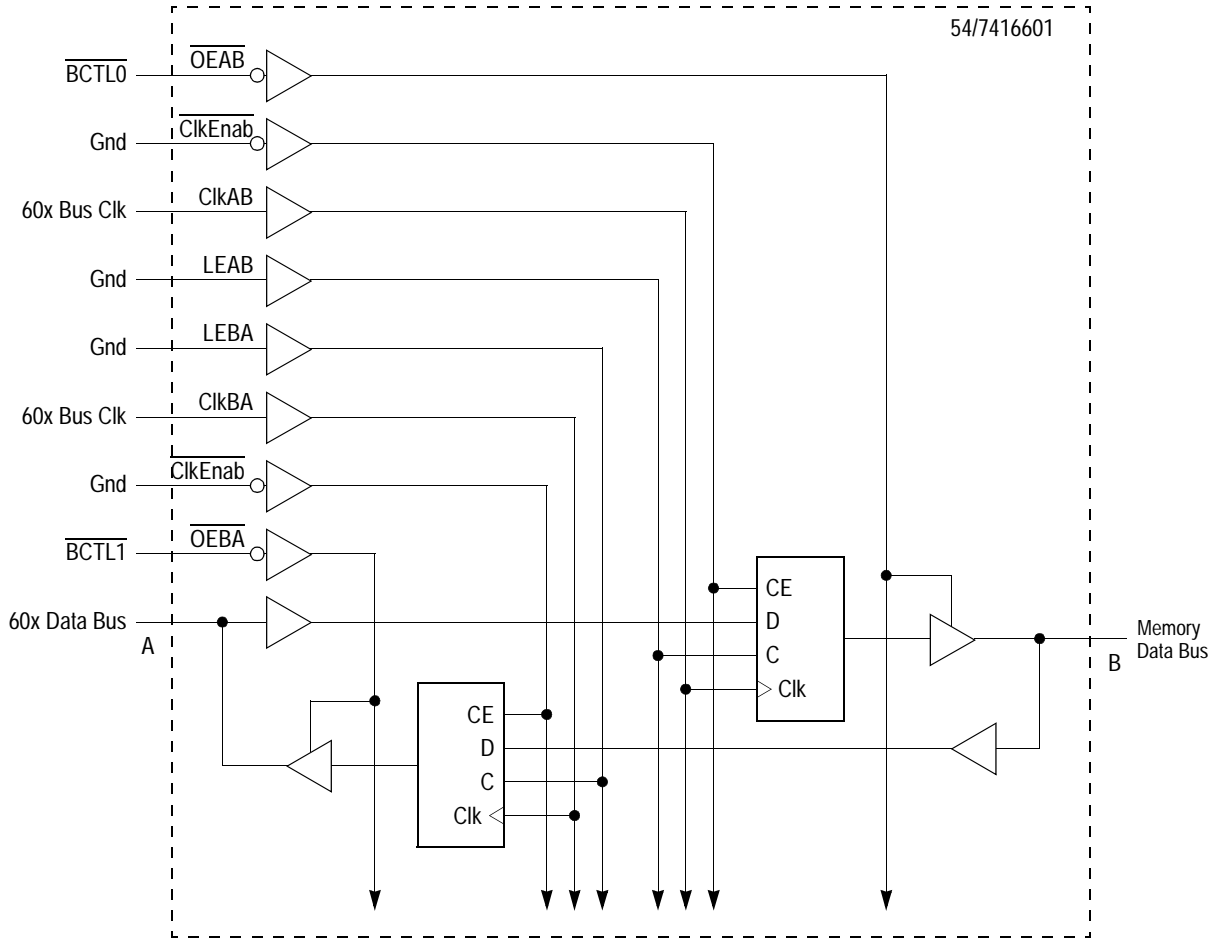 54/7416601
BCTL0
OEAB
Gnd
ClkEnab
60x Bus Clk
ClkAB
Gnd
LEAB
Gnd
LEBA
60x Bus Clk
ClkBA
Gnd
ClkEnab
BCTL1
OEBA
60x Data Bus
A
CE
D
C
Clk
Memory
Data Bus
B
CE
D
C
Clk